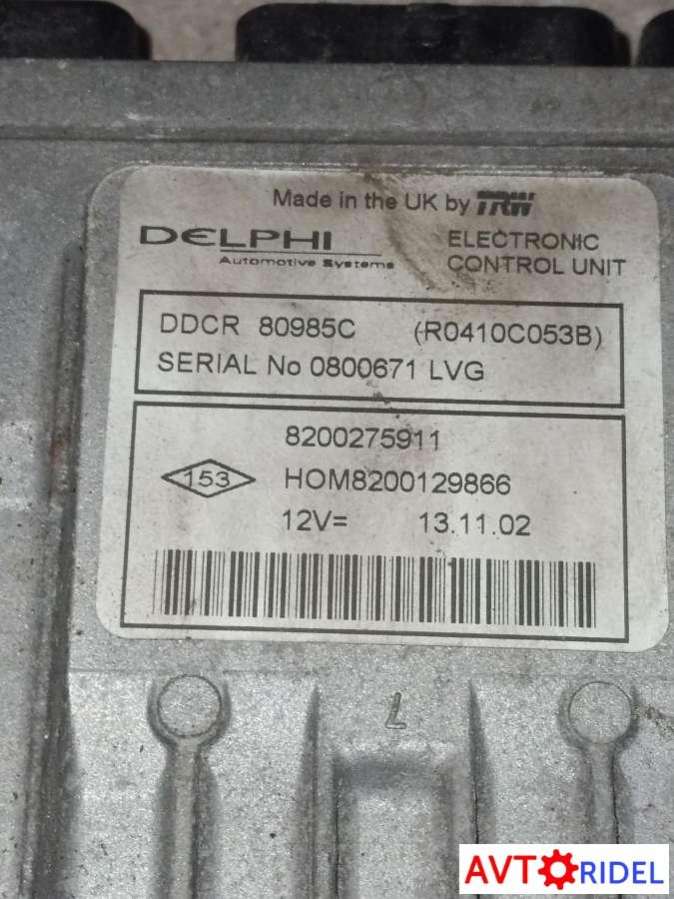 Made in the UK by TRW
DELPHI
Automotive Systems
ELECTRONIC
CONTROL UNIT
DDCR 80985C (R0410C053B)
SERIAL No 0800671 LVG
8200275911
153
HOM8200129866
12V= 13.11.02
L
AVTORIDEL